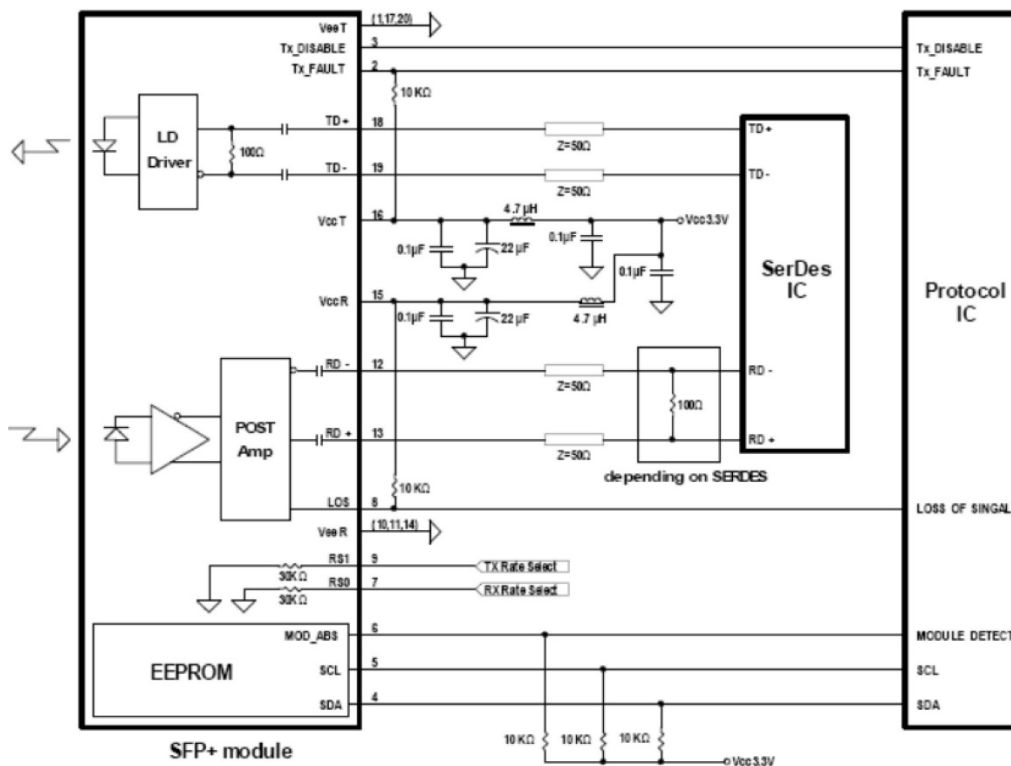 VeeT (1,17,20)
Tx_DISABLE 3 Tx_DISABLE
Tx_FAULT 2 Tx_FAULT
10 KΩ
LD
Driver
100Ω
TD+ 18 Z=50Ω TD+
TD- 19 Z=50Ω TD-
VccT 16 4.7 μH Vcc3.3V
0.1μF 22 μF 0.1μF
0.1μF
SerDes
IC
Protocol
IC
VccR 15 4.7 μH
0.1μF 22 μF
POST
Amp
RD - 12 Z=50Ω RD -
100Ω
RD + 13 Z=50Ω RD +
depending on SERDES
10 KΩ
LOS 8 LOSS OF SINGAL
VeeR (10,11,14)
RS1 9 TX Rate Select
30KΩ
RS0 7 RX Rate Select
30KΩ
EEPROM
MOD_ABS 6 MODULE DETECT
SCL 5 SCL
SDA 4 SDA
10 KΩ 10 KΩ 10 KΩ
Vcc3.3V
SFP+ module